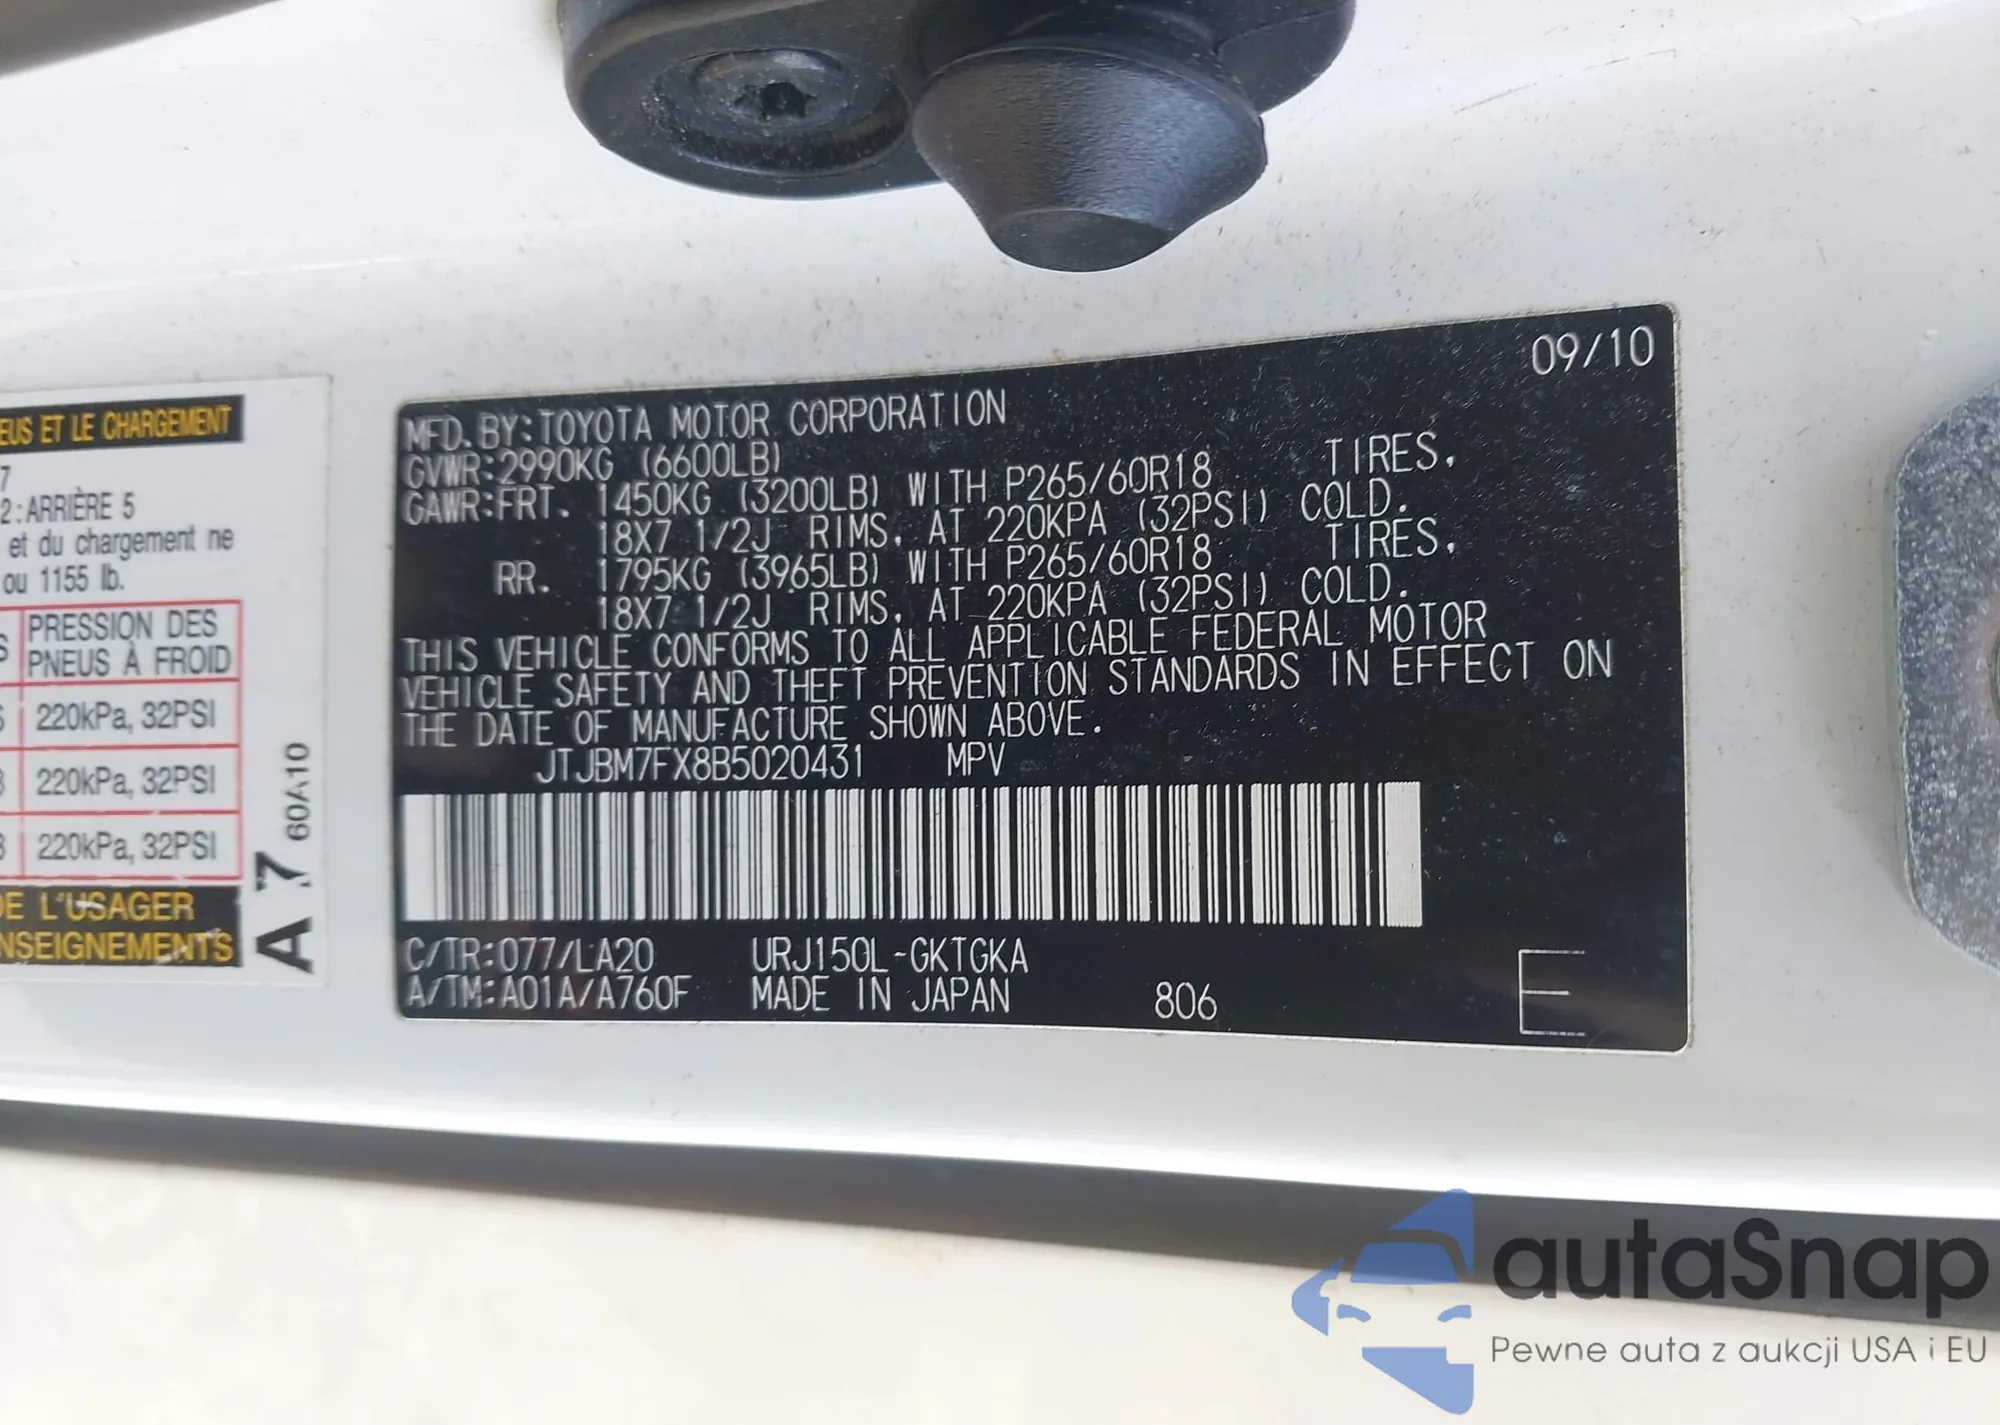 EUS ET LE CHARGEMENT
7
2:ARRIÈRE 5
et du chargement ne
ou 1155 lb.
S PRESSION DES
PNEUS À FROID
220kPa, 32PSI
220kPa, 32PSI
220kPa, 32PSI
DE L'USAGER
NSEIGNEMENTS
A 7 60A10
09/10
MFD. BY: TOYOTA MOTOR CORPORATION
GVWR: 2990KG (6600LB)
GAWR: FRT. 1450KG (3200LB) WITH P265/60R18 TIRES,
18X7 1/2J RIMS, AT 220KPA (32PSI) COLD.
RR. 1795KG (3965LB) WITH P265/60R18 TIRES,
18X7 1/2J RIMS, AT 220KPA (32PSI) COLD.
THIS VEHICLE CONFORMS TO ALL APPLICABLE FEDERAL MOTOR
VEHICLE SAFETY AND THEFT PREVENTION STANDARDS IN EFFECT ON
THE DATE OF MANUFACTURE SHOWN ABOVE.
JTJBM7FX8B5020431 MPV
C/TR: 077/LA20 URJ150L-GKTGKA
A/TM: A01A/A760F MADE IN JAPAN 806 E
autoSnap
Pewne auta z aukcji USA i EU